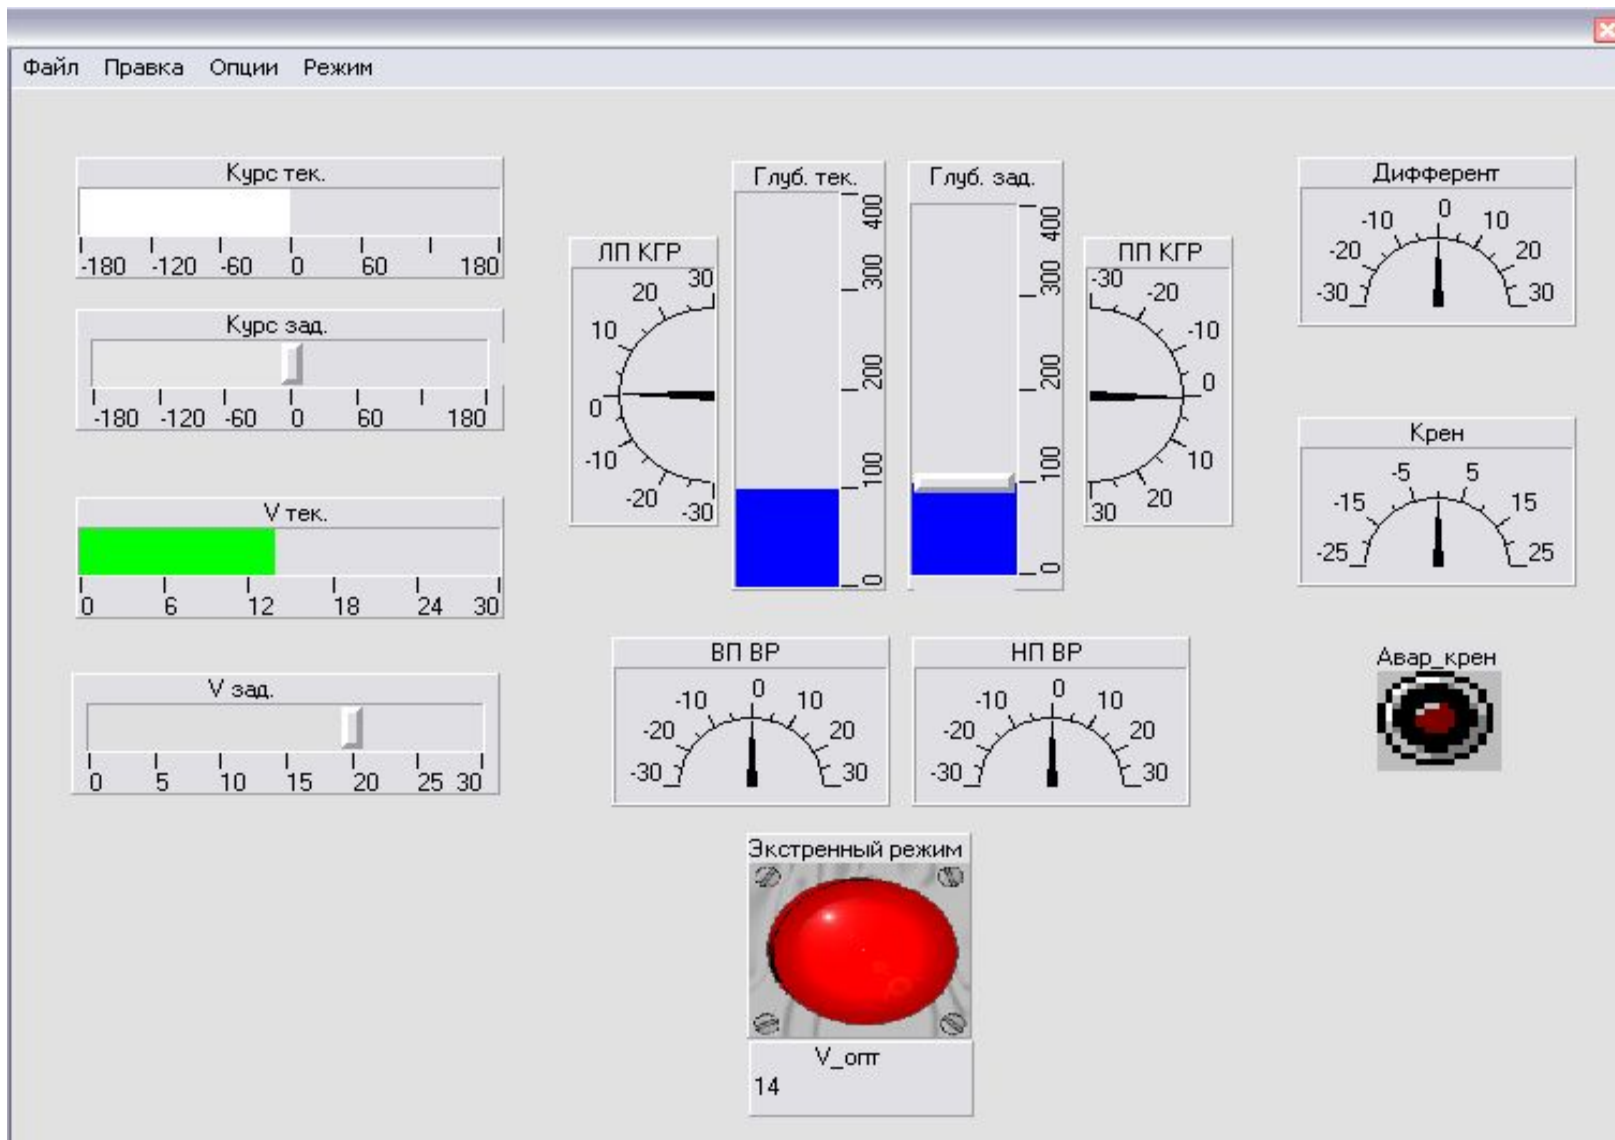 Файл Правка Опции Режим
Курс тек.
-180 -120 -60 0 60 180
Курс зад.
-180 -120 -60 0 60 180
V тек.
0 6 12 18 24 30
V зад.
0 5 10 15 20 25 30
ЛП КГР
30
20
10
0
-10
-20
-30
Глуб. тек.
400
300
200
100
0
Глуб. зад.
400
300
200
100
0
ПП КГР
-30
-20
-10
0
10
20
30
Дифферент
-30 -20 -10 0 10 20 30
Крен
-25 -15 -5 5 15 25
Авар_крен
ВП ВР
-30 -20 -10 0 10 20 30
НП ВР
-30 -20 -10 0 10 20 30
Экстренный режим
V_опт
14